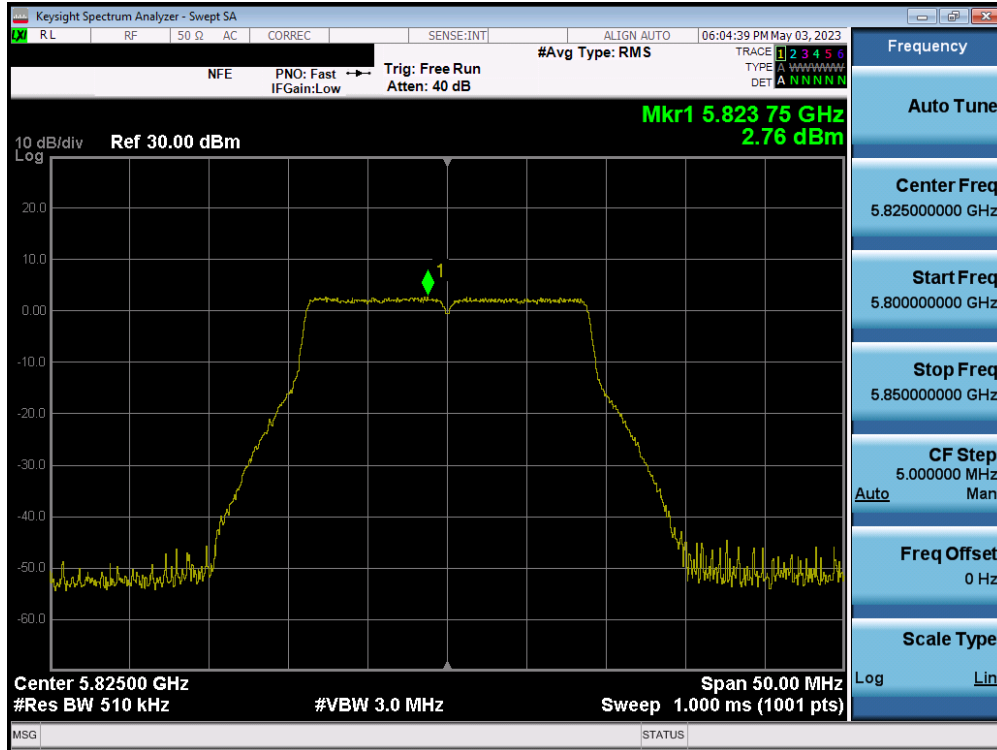 Keysight Spectrum Analyzer - Swept SA
LXI RL RF 50 Ω AC CORREC SENSE:INT ALIGN AUTO 06:04:39 PM May 03, 2023
NFE PNO: Fast Trig: Free Run #Avg Type: RMS TRACE 1 2 3 4 5 6
IFGain:Low Atten: 40 dB TYPE A WWWWW
DET A N N N N N
Mkr1 5.823 75 GHz
2.76 dBm
10 dB/div Ref 30.00 dBm
Log
20.0
10.0
1
0.00
-10.0
-20.0
-30.0
-40.0
-50.0
-60.0
Center 5.82500 GHz Span 50.00 MHz
#Res BW 510 kHz #VBW 3.0 MHz Sweep 1.000 ms (1001 pts)
MSG STATUS
Frequency
Auto Tune
Center Freq
5.825000000 GHz
Start Freq
5.800000000 GHz
Stop Freq
5.850000000 GHz
CF Step
5.000000 MHz
Auto Man
Freq Offset
0 Hz
Scale Type
Log Lin